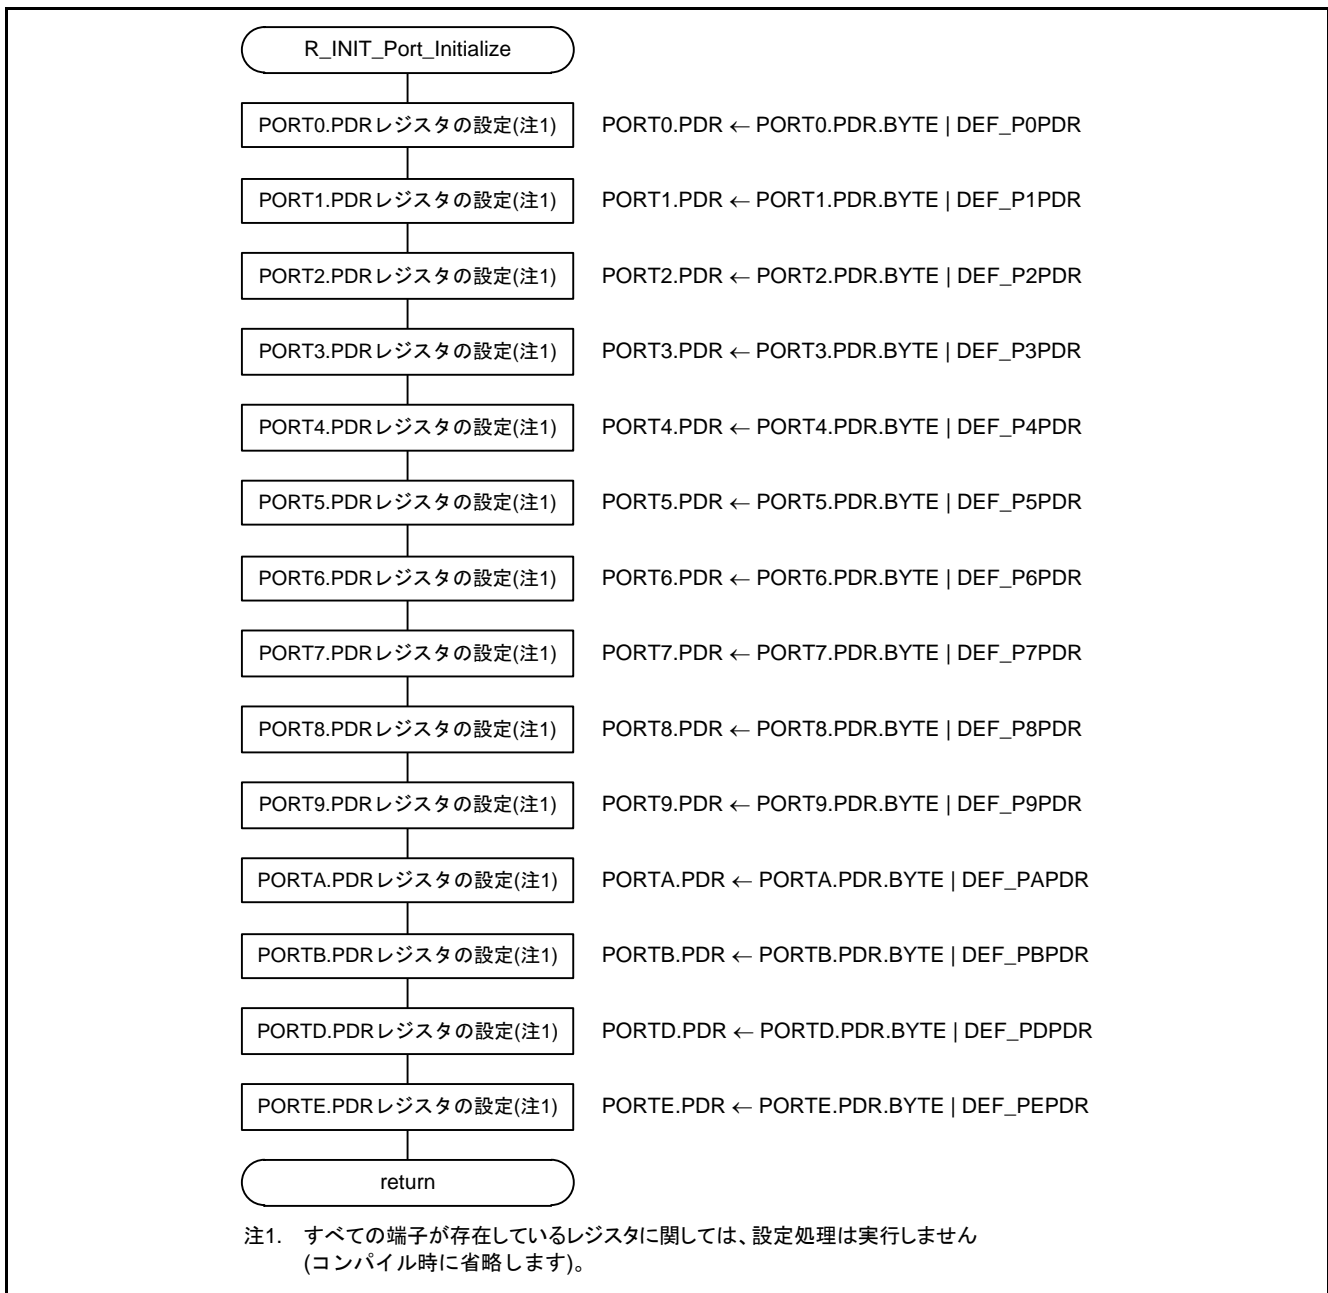 R_INIT_Port_Initialize
PORT0.PDRレジスタの設定(注1) PORT0.PDR ← PORT0.PDR.BYTE | DEF_P0PDR
PORT1.PDRレジスタの設定(注1) PORT1.PDR ← PORT1.PDR.BYTE | DEF_P1PDR
PORT2.PDRレジスタの設定(注1) PORT2.PDR ← PORT2.PDR.BYTE | DEF_P2PDR
PORT3.PDRレジスタの設定(注1) PORT3.PDR ← PORT3.PDR.BYTE | DEF_P3PDR
PORT4.PDRレジスタの設定(注1) PORT4.PDR ← PORT4.PDR.BYTE | DEF_P4PDR
PORT5.PDRレジスタの設定(注1) PORT5.PDR ← PORT5.PDR.BYTE | DEF_P5PDR
PORT6.PDRレジスタの設定(注1) PORT6.PDR ← PORT6.PDR.BYTE | DEF_P6PDR
PORT7.PDRレジスタの設定(注1) PORT7.PDR ← PORT7.PDR.BYTE | DEF_P7PDR
PORT8.PDRレジスタの設定(注1) PORT8.PDR ← PORT8.PDR.BYTE | DEF_P8PDR
PORT9.PDRレジスタの設定(注1) PORT9.PDR ← PORT9.PDR.BYTE | DEF_P9PDR
PORTA.PDRレジスタの設定(注1) PORTA.PDR ← PORTA.PDR.BYTE | DEF_PAPDR
PORTB.PDRレジスタの設定(注1) PORTB.PDR ← PORTB.PDR.BYTE | DEF_PBPDR
PORTD.PDRレジスタの設定(注1) PORTD.PDR ← PORTD.PDR.BYTE | DEF_PDPDR
PORTE.PDRレジスタの設定(注1) PORTE.PDR ← PORTE.PDR.BYTE | DEF_PEPDR
return
注1. すべての端子が存在しているレジスタに関しては、設定処理は実行しません
(コンパイル時に省略します)。